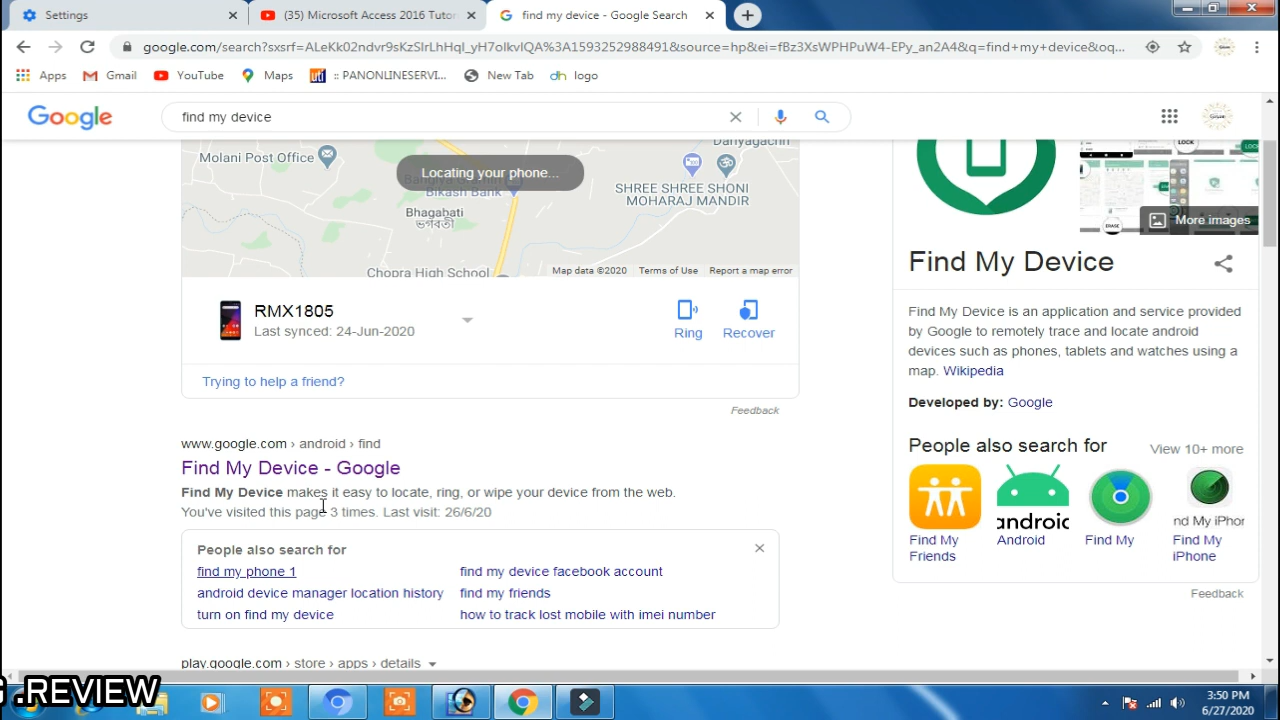 Settings
(35) Microsoft Access 2016 Tutor
find my device - Google Search
google.com/search?sxsrf=ALeKk02ndvr9sKzSlrLhHql_yH7olkvlQA%3A1593252988491&source=hp&ei=fBz3XsWPHPuW4-EPy_an2A4&q=find+my+device&oq...
Apps
Gmail
YouTube
Maps
:: PANONLINESERVI...
New Tab
logo
Google
find my device
Molani Post Office
Locating your phone...
Bikash Bank
Bhagabati
ভগবতী
SHREE SHREE SHONI
MOHARAJ MANDIR
Chopra High School
Map data ©2020 Terms of Use Report a map error
RMX1805
Last synced: 24-Jun-2020
Ring
Recover
Trying to help a friend?
Feedback
www.google.com › android › find
Find My Device - Google
Find My Device makes it easy to locate, ring, or wipe your device from the web.
You've visited this page 3 times. Last visit: 26/6/20
People also search for
find my phone 1
find my device facebook account
android device manager location history
find my friends
turn on find my device
how to track lost mobile with imei number
play.google.com › store › apps › details
LOCK
LOCK
ERASE
More images
Find My Device
Find My Device is an application and service provided
by Google to remotely trace and locate android
devices such as phones, tablets and watches using a
map. Wikipedia
Developed by: Google
People also search for
View 10+ more
android
nd My iPhor
Find My
Friends
Android
Find My
Find My
iPhone
Feedback
G .REVIEW
3:50 PM
6/27/2020